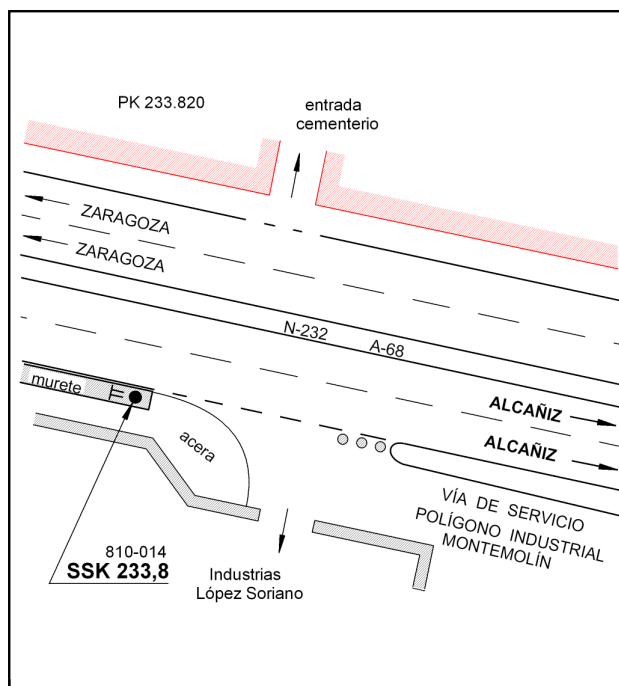 PK 233.820
entrada
cementerio
ZARAGOZA
ZARAGOZA
N-232 A-68
murete
acera
ALCAÑIZ
ALCAÑIZ
VÍA DE SERVICIO
POLÍGONO INDUSTRIAL
MONTEMOLÍN
810-014
SSK 233,8
Industrias
López Soriano